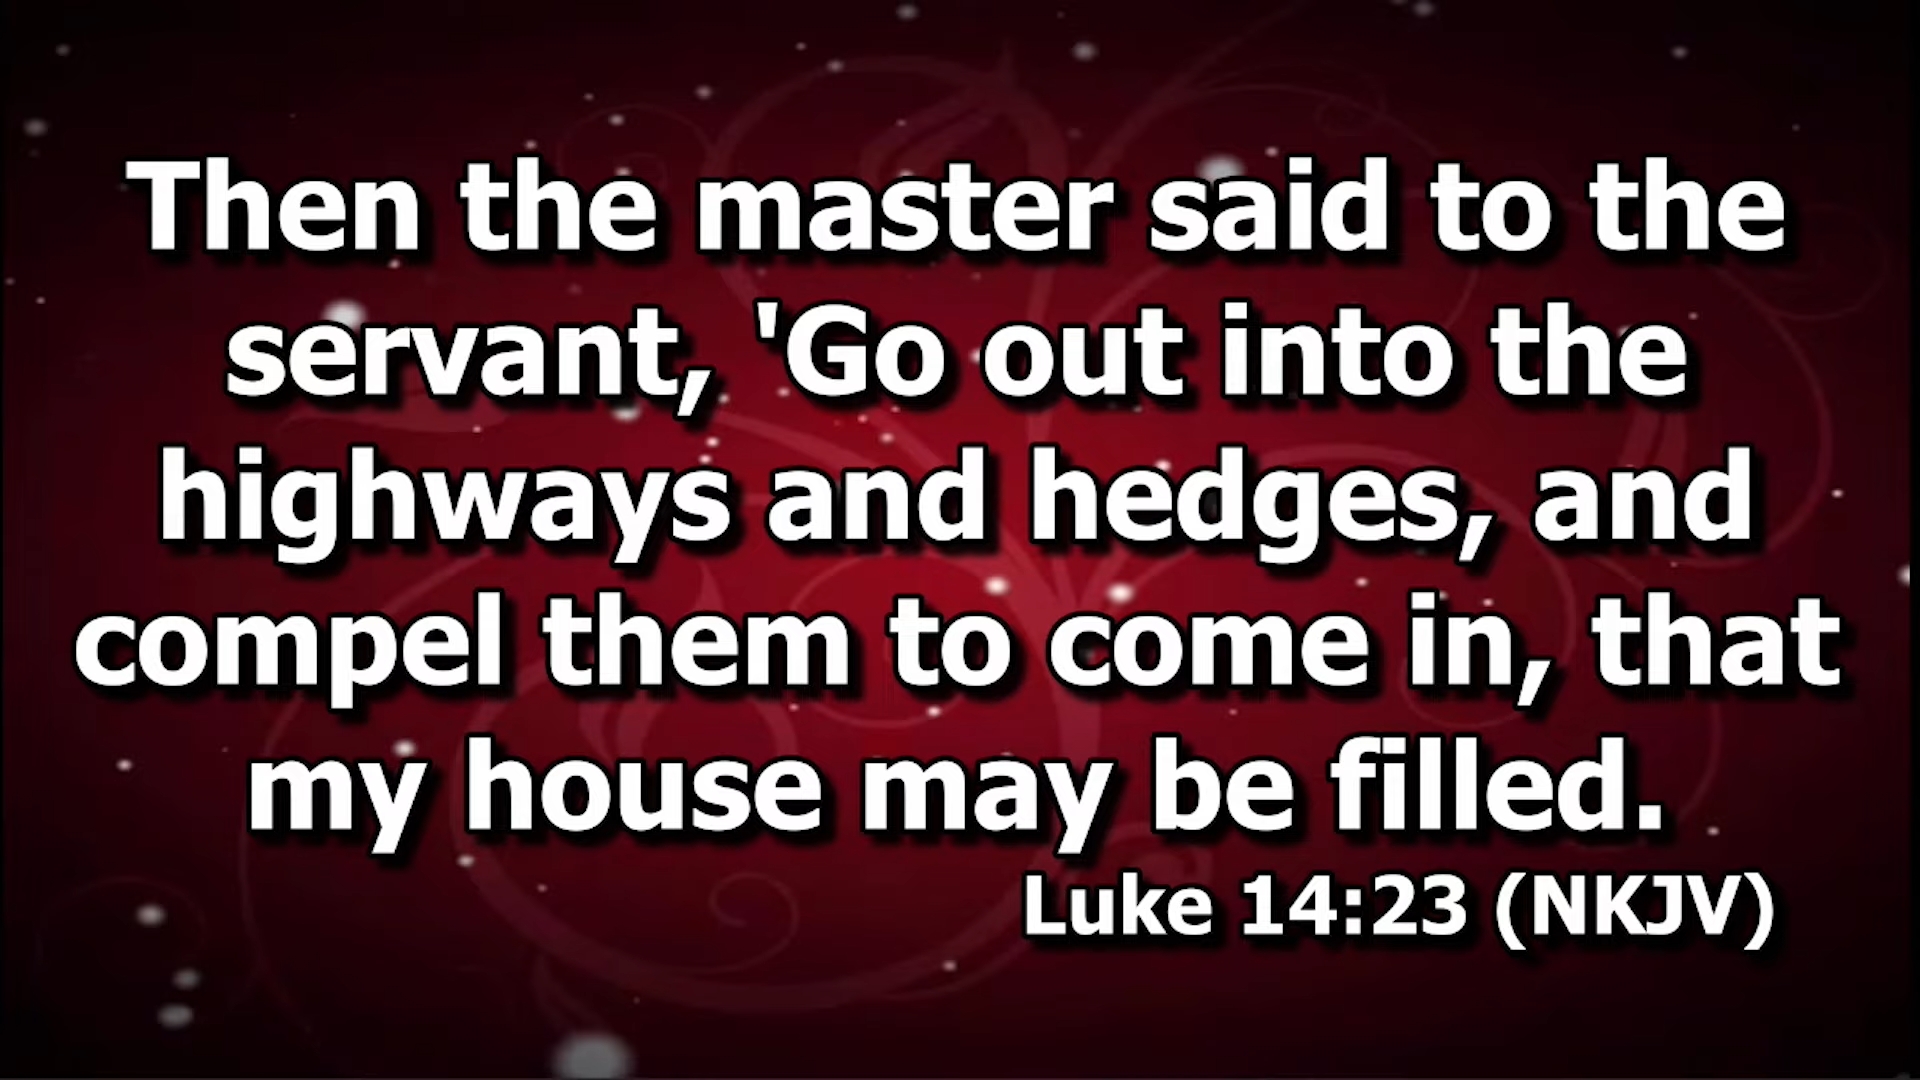 Then the master said to the
servant, 'Go out into the
highways and hedges, and
compel them to come in, that
my house may be filled.
Luke 14:23 (NKJV)